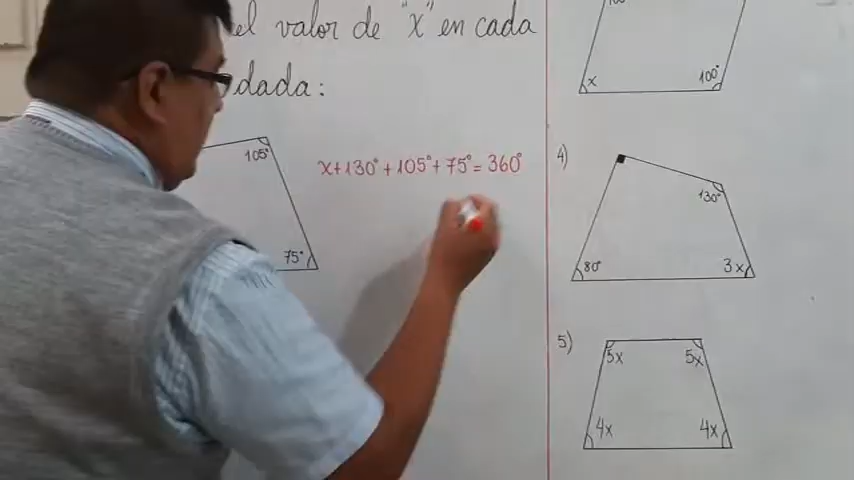 el valor de "x" en cada
dada:
105°
75°
x+130°+105°+75°=360°
x
100°
4)
130°
80°
3x
5)
5x
5x
4x
4x